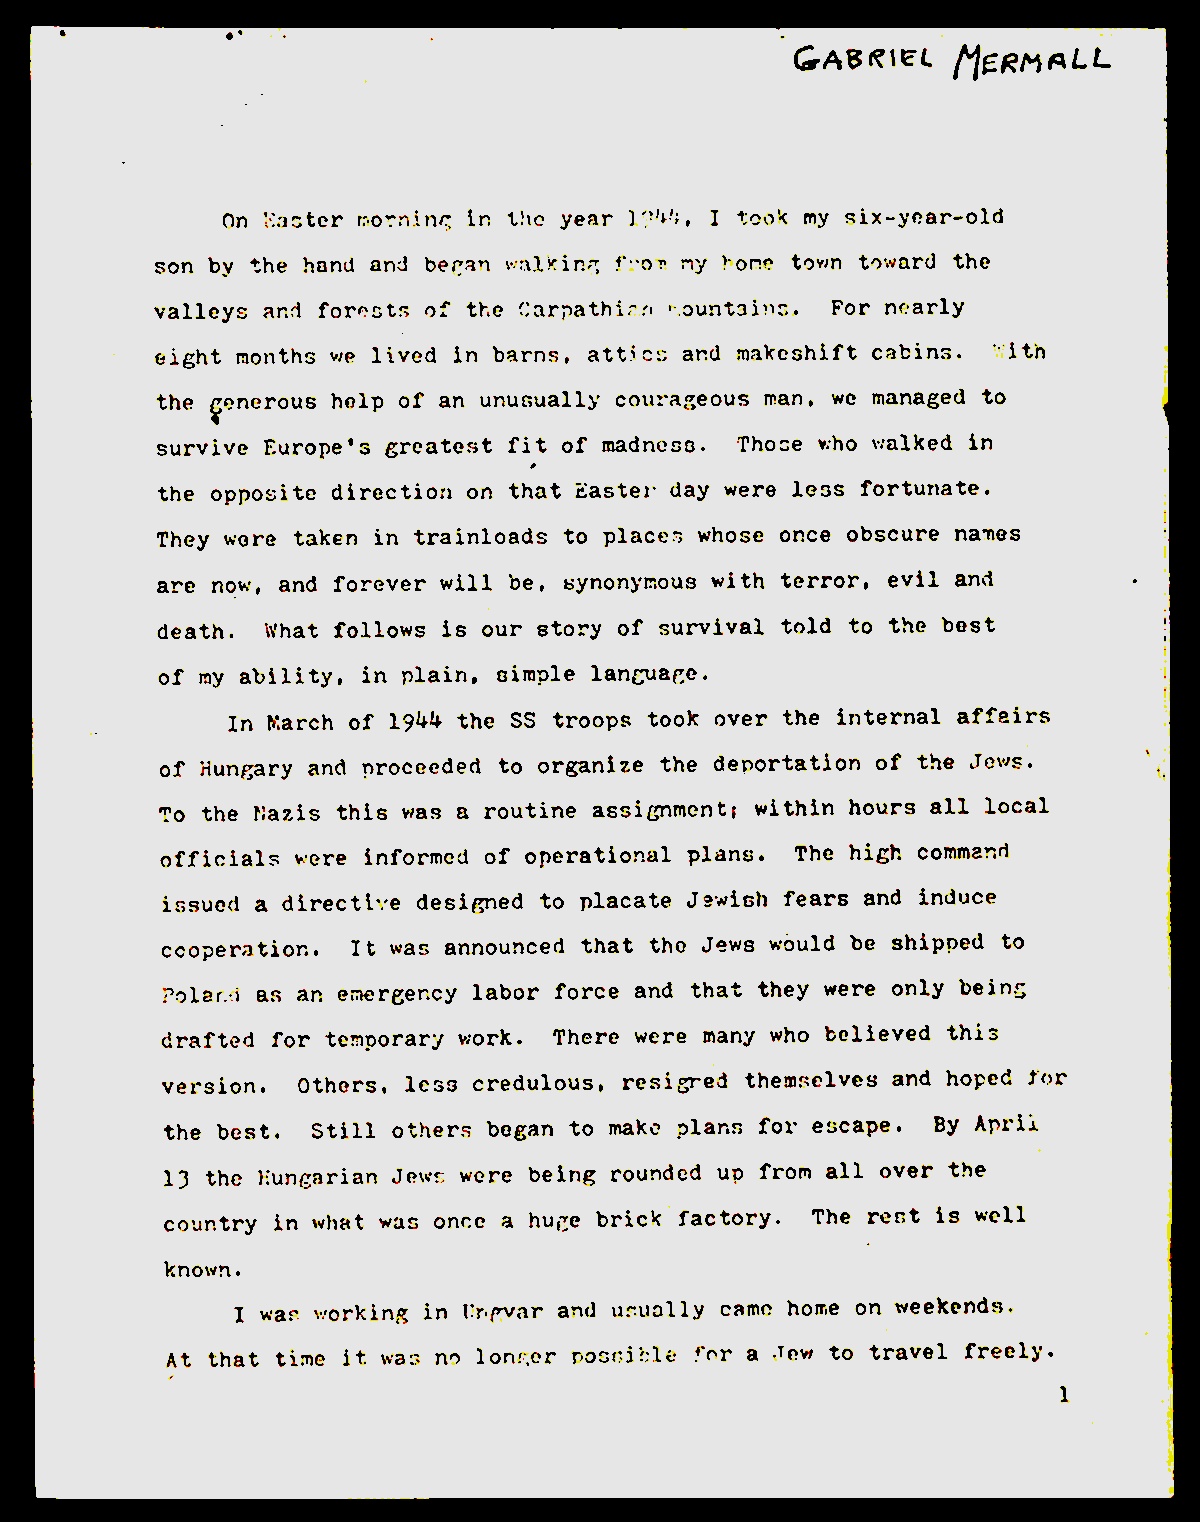 GABRIEL MERMALL
On Easter morning in the year 1944, I took my six-year-old
son by the hand and began walking from my home town toward the
valleys and forests of the Carpathian mountains. For nearly
eight months we lived in barns, attics and makeshift cabins. With
the generous help of an unusually courageous man, we managed to
survive Europe's greatest fit of madness. Those who walked in
the opposite direction on that Easter day were less fortunate.
They were taken in trainloads to places whose once obscure names
are now, and forever will be, synonymous with terror, evil and
death. What follows is our story of survival told to the best
of my ability, in plain, simple language.
In March of 1944 the SS troops took over the internal affairs
of Hungary and proceeded to organize the deportation of the Jews.
To the Nazis this was a routine assignment; within hours all local
officials were informed of operational plans. The high command
issued a directive designed to placate Jewish fears and induce
cooperation. It was announced that the Jews would be shipped to
Poland as an emergency labor force and that they were only being
drafted for temporary work. There were many who believed this
version. Others, less credulous, resigned themselves and hoped for
the best. Still others began to make plans for escape. By April
13 the Hungarian Jews were being rounded up from all over the
country in what was once a huge brick factory. The rest is well
known.
I was working in Ungvar and usually came home on weekends.
At that time it was no longer possible for a Jew to travel freely.
1